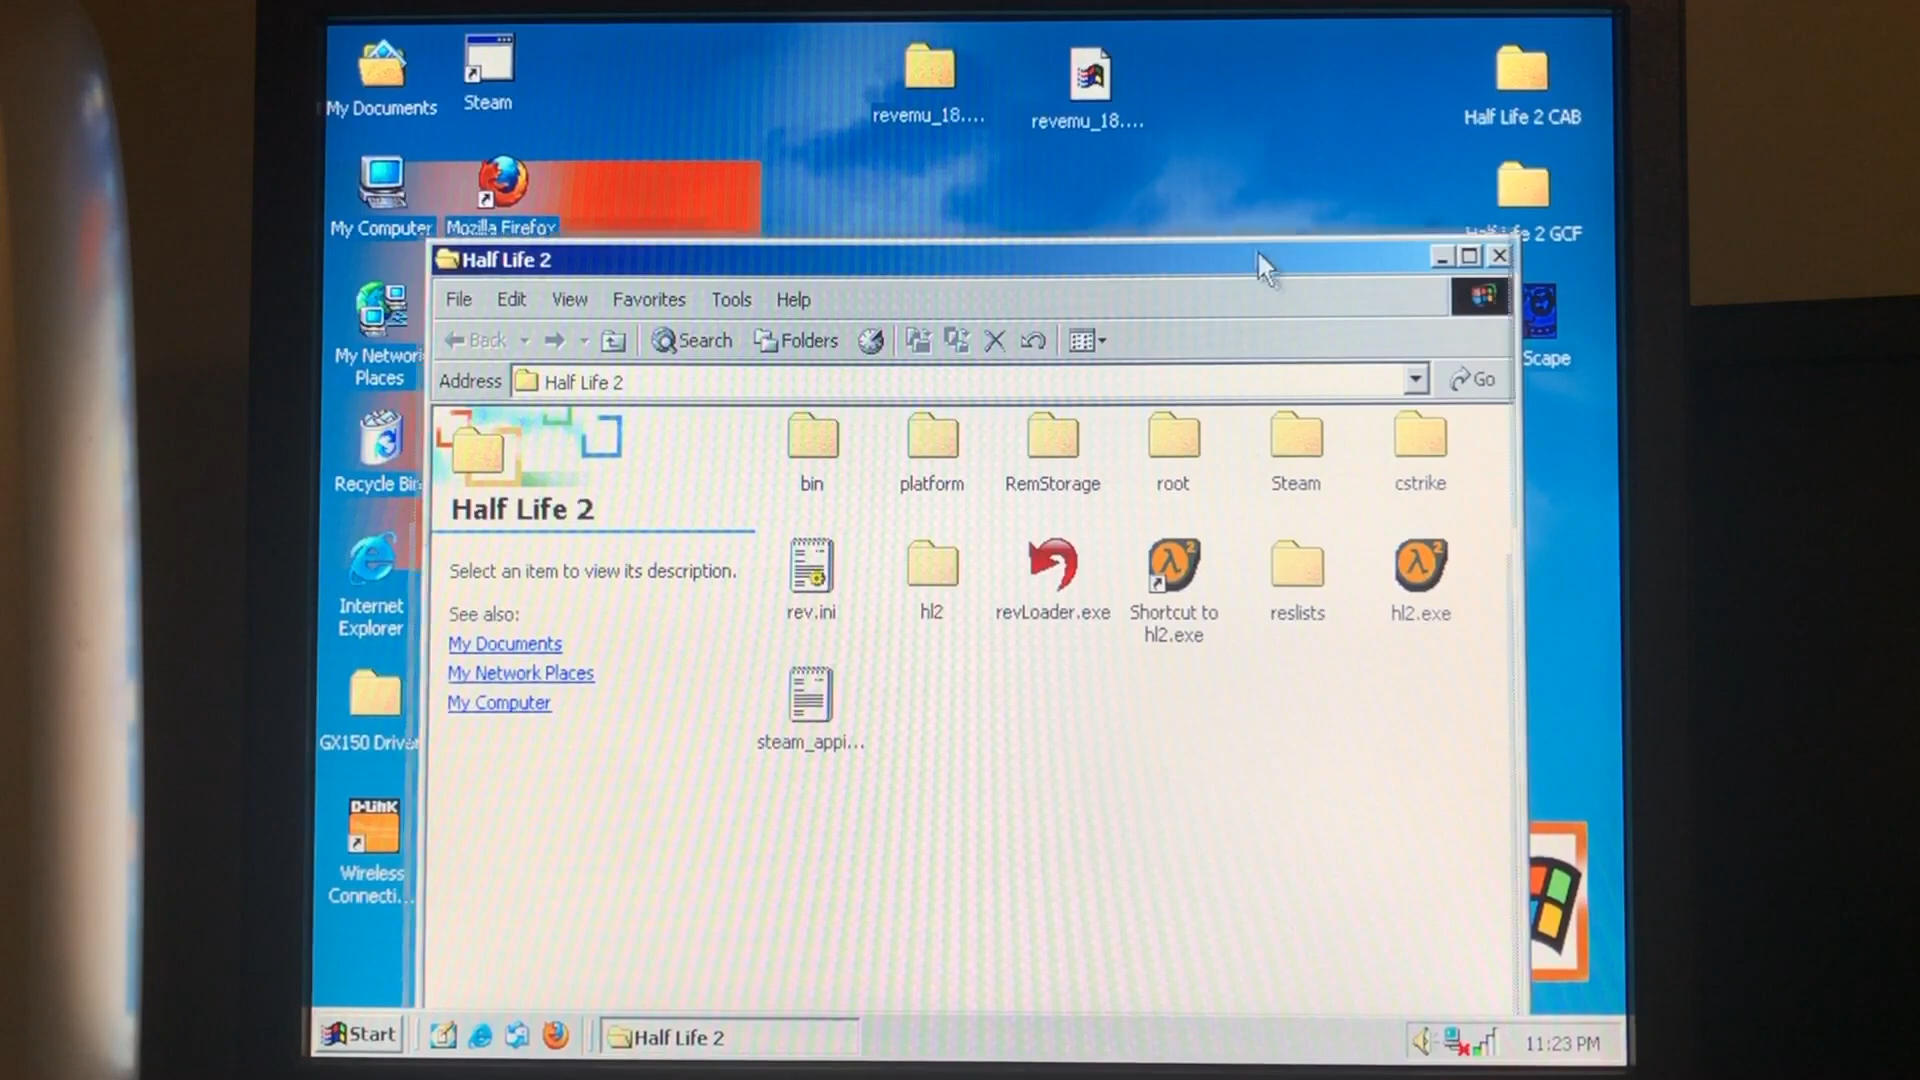 My Documents
Steam
revemu_18....
revemu_18....
Half Life 2 CAB
My Computer
Mozilla Firefox
Half Life 2 GCF
Half Life 2
File Edit View Favorites Tools Help
Back Search Folders
Address Half Life 2 Go
My Network
Places
Scape
bin
platform
RemStorage
root
Steam
cstrike
Recycle Bin
Half Life 2
Select an item to view its description.
See also:
My Documents
My Network Places
My Computer
rev.ini
hl2
revLoader.exe
Shortcut to
hl2.exe
reslists
hl2.exe
Internet
Explorer
steam_appi...
GX150 Driver
D-Link
Wireless
Connecti...
Start
Half Life 2
11:23 PM